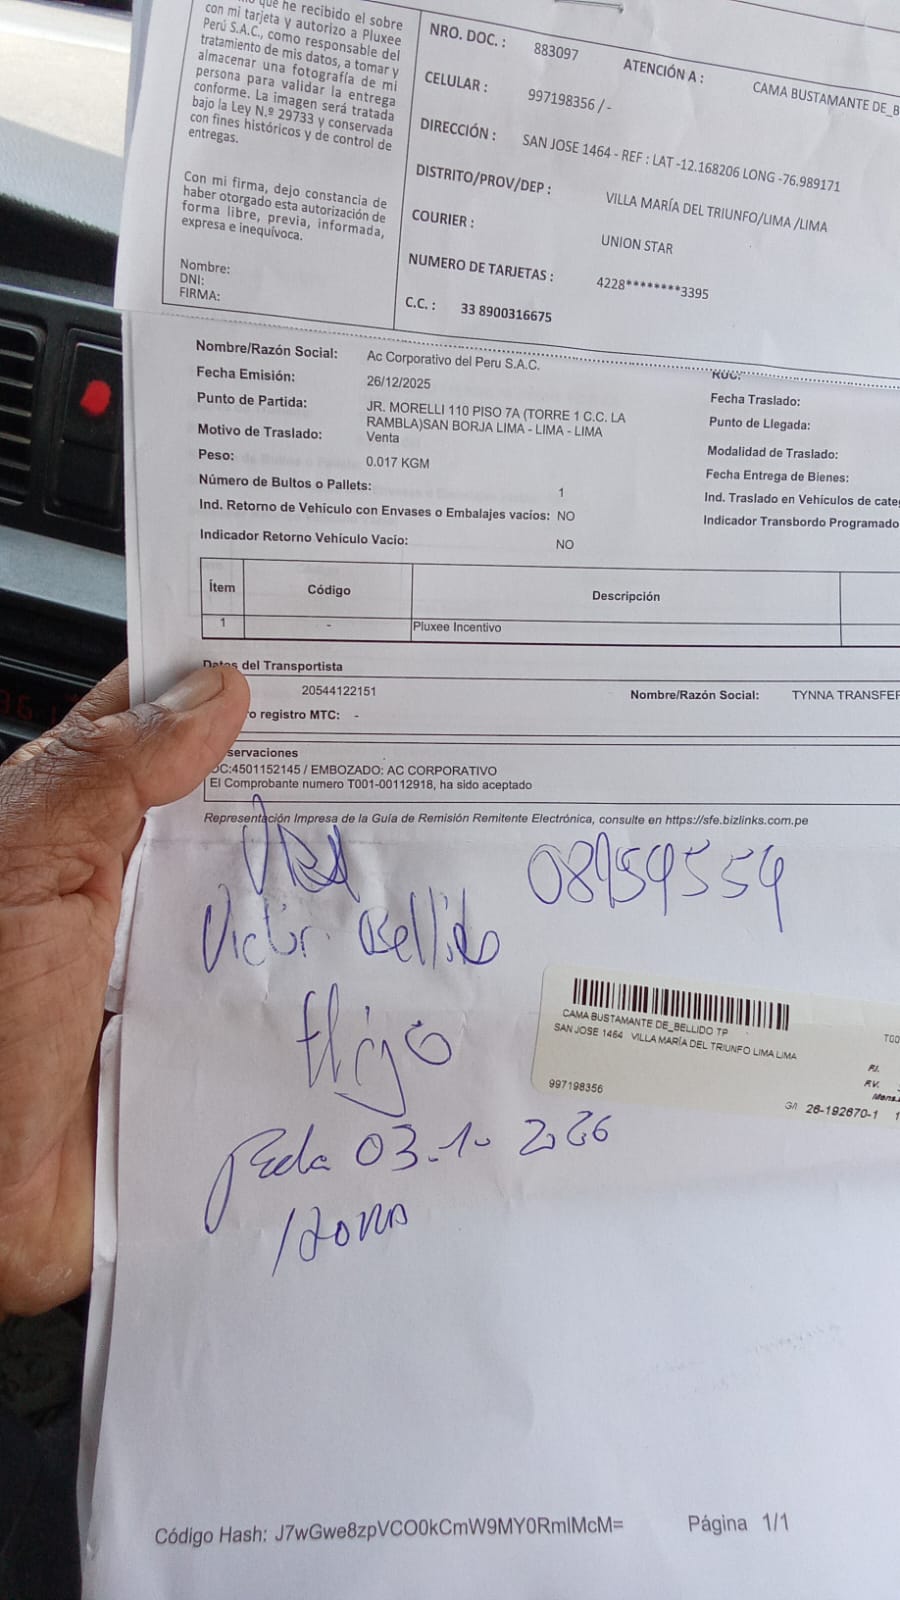 que he recibido el sobre
con mi tarjeta y autorizo a Pluxee
Perú S.A.C., como responsable del
tratamiento de mis datos, a tomar y
almacenar una fotografía de mi
persona para validar la entrega
conforme. La imagen será tratada
bajo la Ley N.º 29733 y conservada
con fines históricos y de control de
entregas.
Con mi firma, dejo constancia de
haber otorgado esta autorización de
forma libre, previa, informada,
expresa e inequívoca.
Nombre:
DNI:
FIRMA:
NRO. DOC. : 883097 ATENCIÓN A : CAMA BUSTAMANTE DE_B
CELULAR : 997198356 / -
DIRECCIÓN : SAN JOSE 1464 - REF : LAT -12.168206 LONG -76.989171
DISTRITO/PROV/DEP : VILLA MARÍA DEL TRIUNFO/LIMA /LIMA
COURIER : UNION STAR
NUMERO DE TARJETAS : 4228********3395
C.C. : 33 8900316675
Nombre/Razón Social: Ac Corporativo del Peru S.A.C. RUC:
Fecha Emisión: 26/12/2025 Fecha Traslado:
Punto de Partida: JR. MORELLI 110 PISO 7A (TORRE 1 C.C. LA Punto de Llegada:
RAMBLA)SAN BORJA LIMA - LIMA - LIMA
Motivo de Traslado: Venta Modalidad de Traslado:
Peso: 0.017 KGM Fecha Entrega de Bienes:
Número de Bultos o Pallets: 1 Ind. Traslado en Vehículos de cate
Ind. Retorno de Vehiculo con Envases o Embalajes vacíos: NO Indicador Transbordo Programado
Indicador Retorno Vehículo Vacío: NO
Ítem Código Descripción
1 - Pluxee Incentivo
Datos del Transportista
20544122151 Nombre/Razón Social: TYNNA TRANSFER
registro MTC: -
servaciones
OC:4501152145 / EMBOZADO: AC CORPORATIVO
El Comprobante numero T001-00112918, ha sido aceptado
Representación Impresa de la Guía de Remisión Remitente Electrónica, consulte en https://sfe.bizlinks.com.pe
Victor Bellido
CAMA BUSTAMANTE DE_BELLIDO TP
SAN JOSE 1464 VILLA MARÍA DEL TRIUNFO LIMA LIMA
997198356
G/I 26-192670-1
03-1-
Código Hash: J7wGwe8zpVCO0kCmW9MY0RmlMcM= Página 1/1